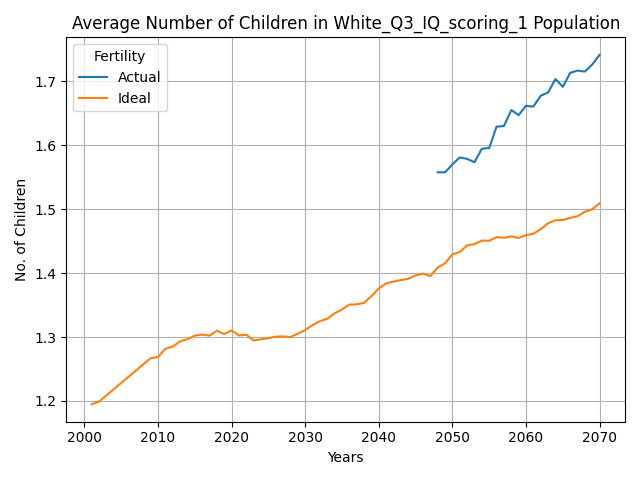 Average Number of Children in White_Q3_IQ_scoring_1 Population
Fertility
Actual
Ideal
No. of Children
1.7
1.6
1.5
1.4
1.3
1.2
2000 2010 2020 2030 2040 2050 2060 2070
Years